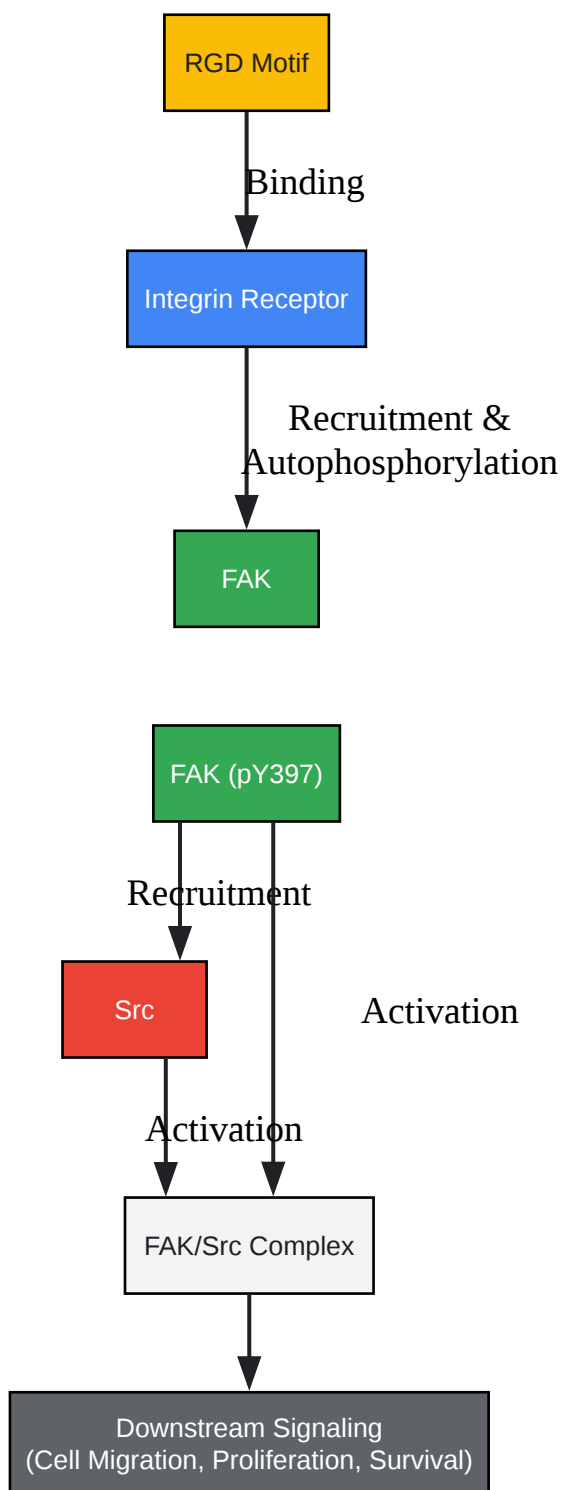 RGD Motif
Binding
Integrin Receptor
Recruitment &
Autophosphorylation
FAK
FAK (pY397)
Recruitment
Src
Activation
Activation
FAK/Src Complex
Downstream Signaling
(Cell Migration, Proliferation, Survival)